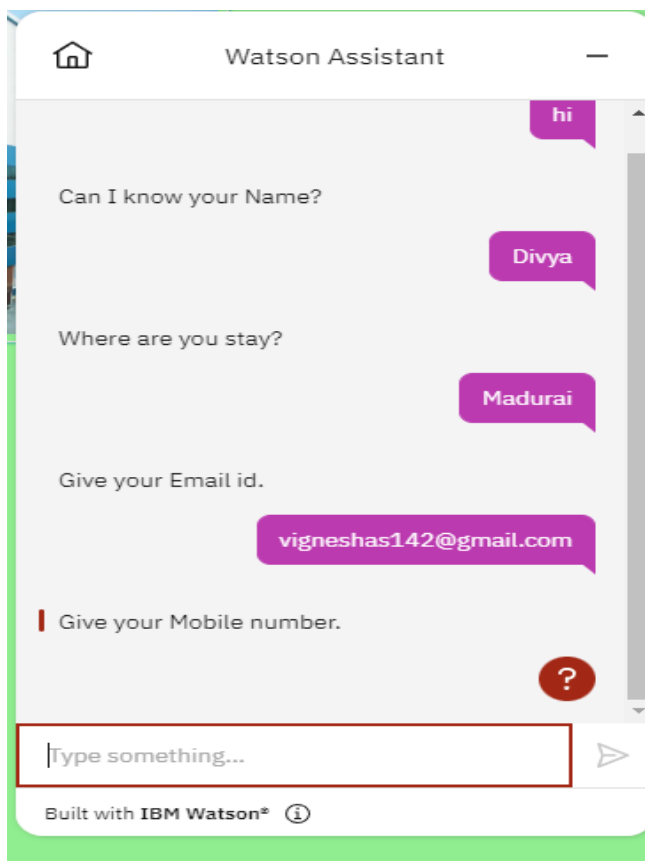 Watson Assistant
hi
Can I know your Name?
Divya
Where are you stay?
Madurai
Give your Email id.
vigneshas142@gmail.com
Give your Mobile number.
?
Type something...
Built with IBM Watson®